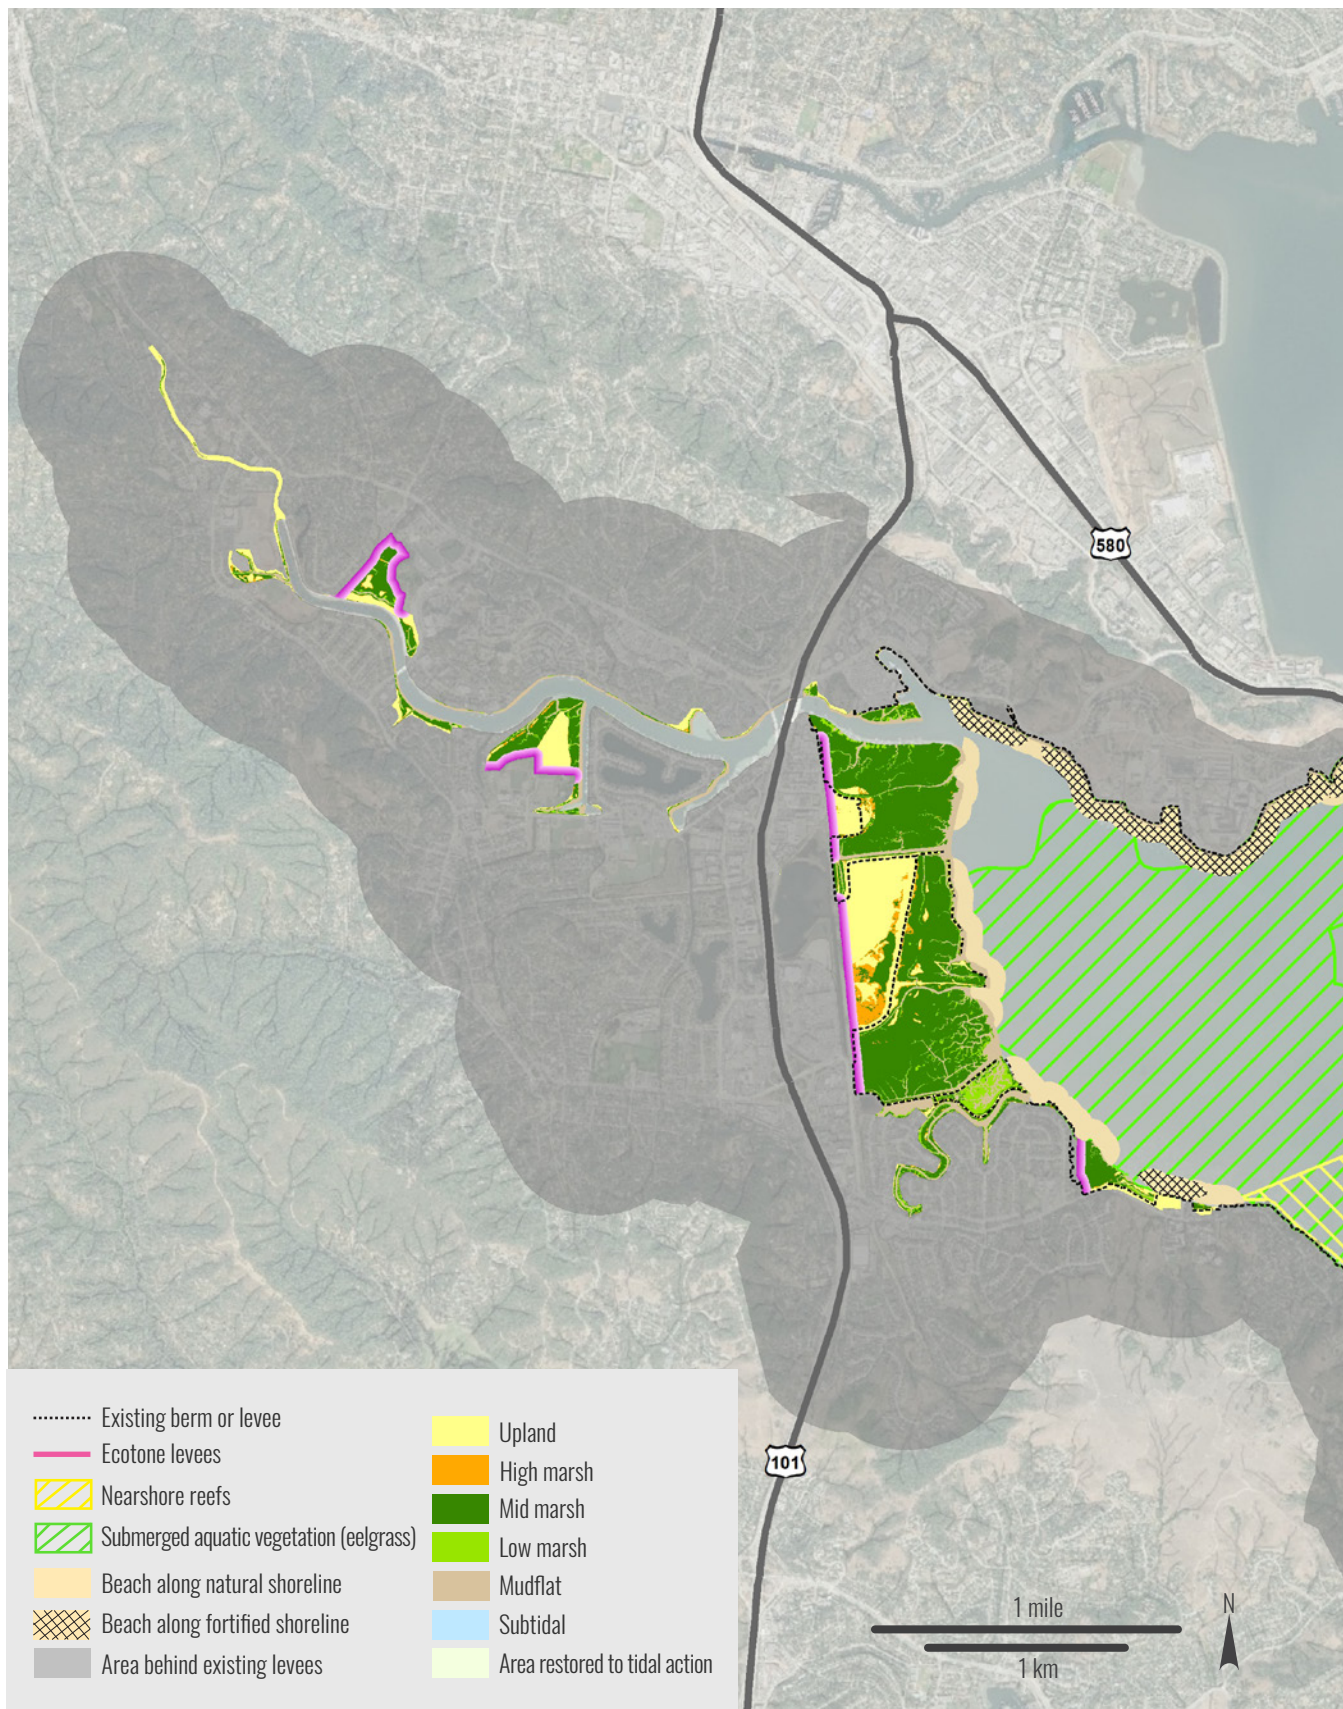 580
Existing berm or levee
Ecotone levees
Nearshore reefs
Submerged aquatic vegetation (eelgrass)
Beach along natural shoreline
Beach along fortified shoreline
Area behind existing levees
Upland
High marsh
Mid marsh
Low marsh
Mudflat
Subtidal
Area restored to tidal action
101
1 mile
1 km
N